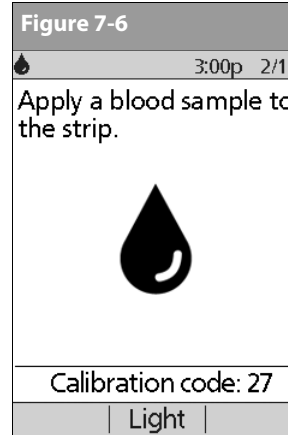 Figure 7-6
3:00p 2/1
Apply a blood sample to
the strip.
Calibration code: 27
Light